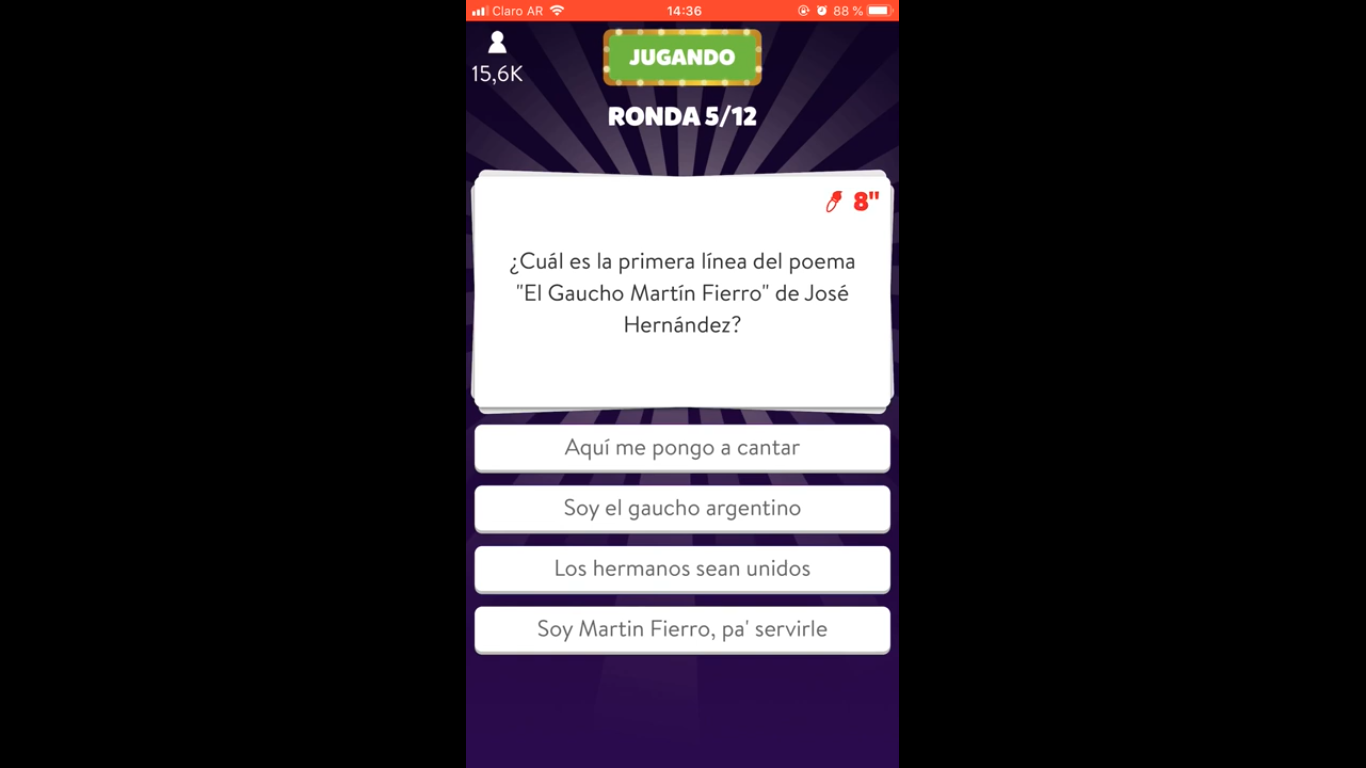 Claro AR 14:36 88 %
15,6K
JUGANDO
RONDA 5/12
8"
¿Cuál es la primera línea del poema
"El Gaucho Martín Fierro" de José
Hernández?
Aquí me pongo a cantar
Soy el gaucho argentino
Los hermanos sean unidos
Soy Martin Fierro, pa' servirle